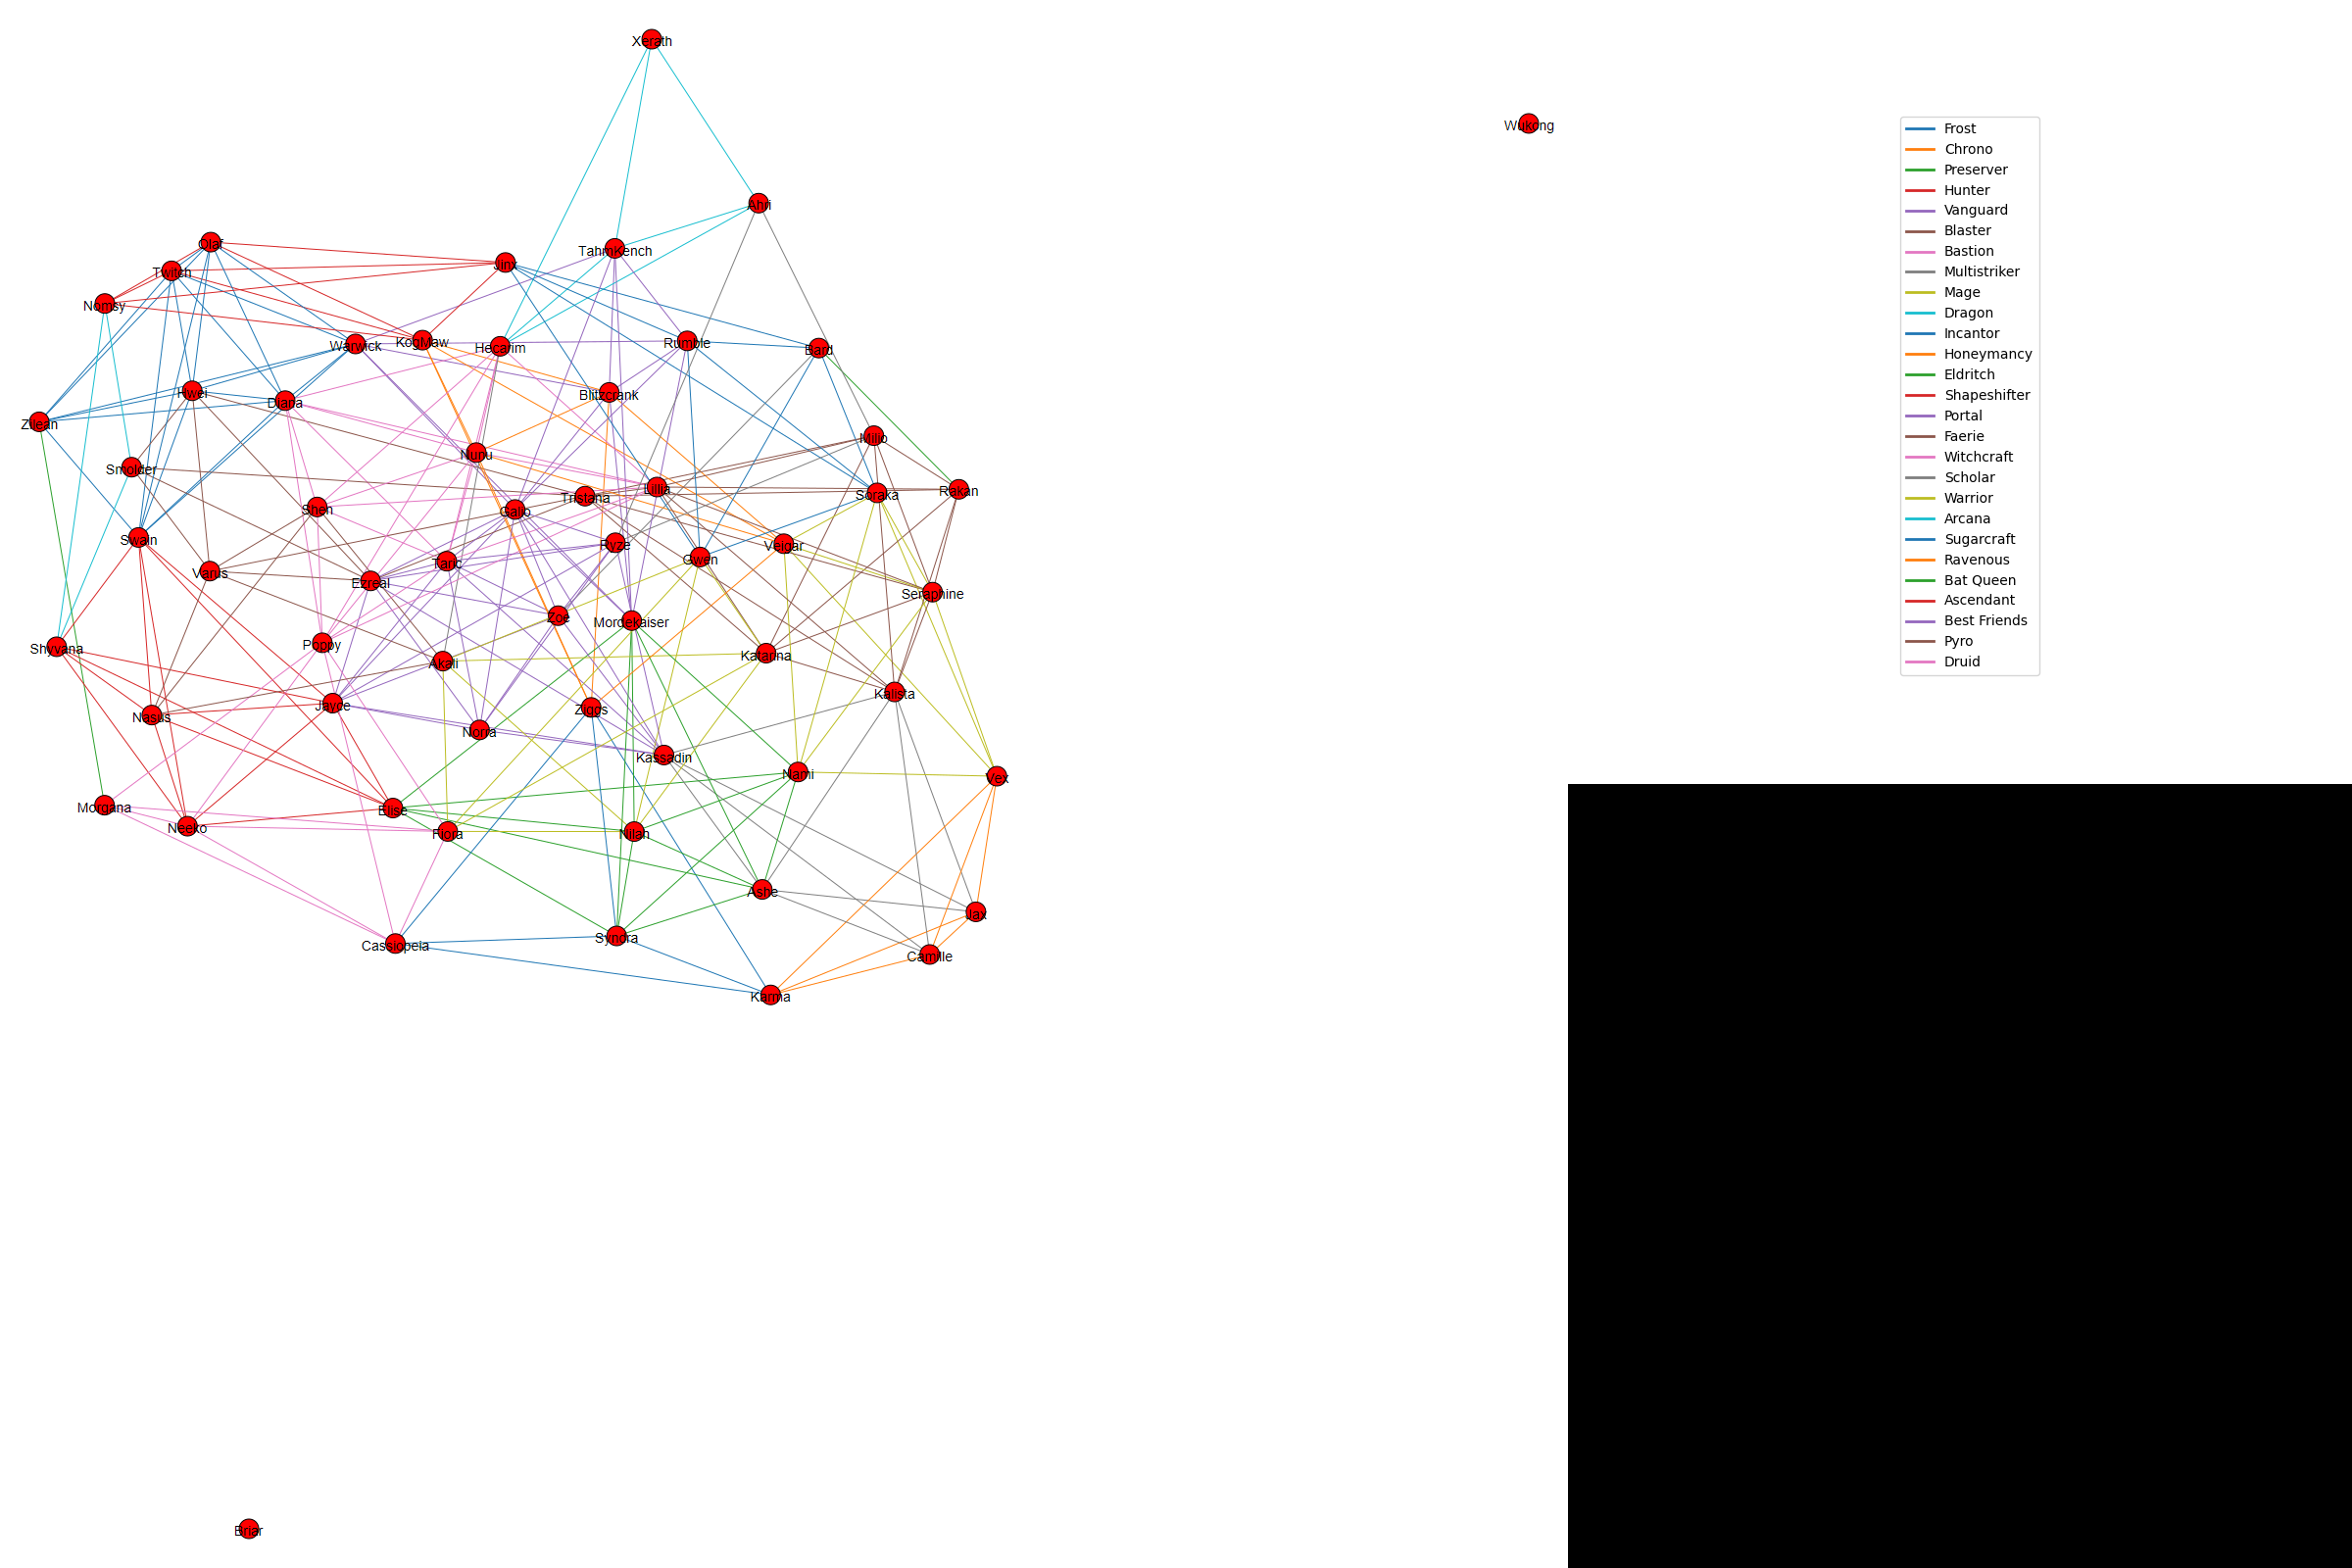 Xerath
Wukong
Ahri
Olaf
TahmKench
Jinx
Twitch
Nomsy
Warwick
KogMaw
Hecarim
Rumble
Bard
Hwei
Diana
Blitzcrank
Zilean
Milio
Nunu
Smolder
Tristana
Lillia
Soraka
Rakan
Shen
Galio
Swain
Ryze
Veigar
Gwen
Varus
Ezreal
Taric
Seraphine
Zoe
Mordekaiser
Shyvana
Poppy
Akali
Katarina
Kalista
Nasus
Jayce
Ziggs
Norra
Kassadin
Nami
Vex
Morgana
Neeko
Elise
Fiora
Nilah
Ashe
Jax
Cassiopeia
Syndra
Camille
Karma
Briar
Frost
Chrono
Preserver
Hunter
Vanguard
Blaster
Bastion
Multistriker
Mage
Dragon
Incantor
Honeymancy
Eldritch
Shapeshifter
Portal
Faerie
Witchcraft
Scholar
Warrior
Arcana
Sugarcraft
Ravenous
Bat Queen
Ascendant
Best Friends
Pyro
Druid